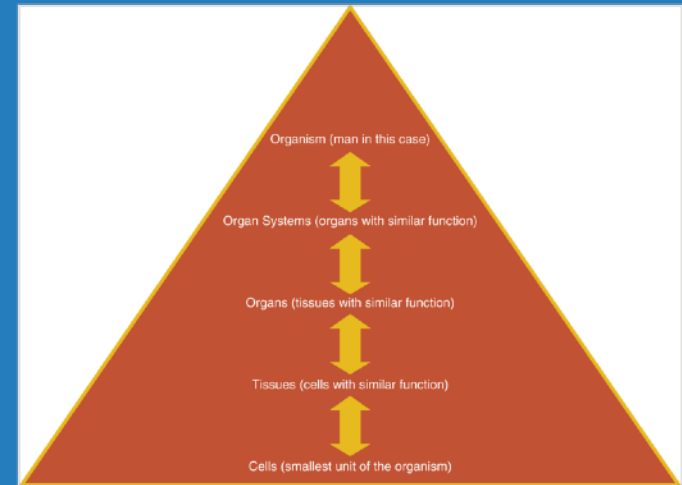 Organism (man in this case)
Organ Systems (organs with similar function)
Organs (tissues with similar function)
Tissues (cells with similar function)
Cells (smallest unit of the organism)